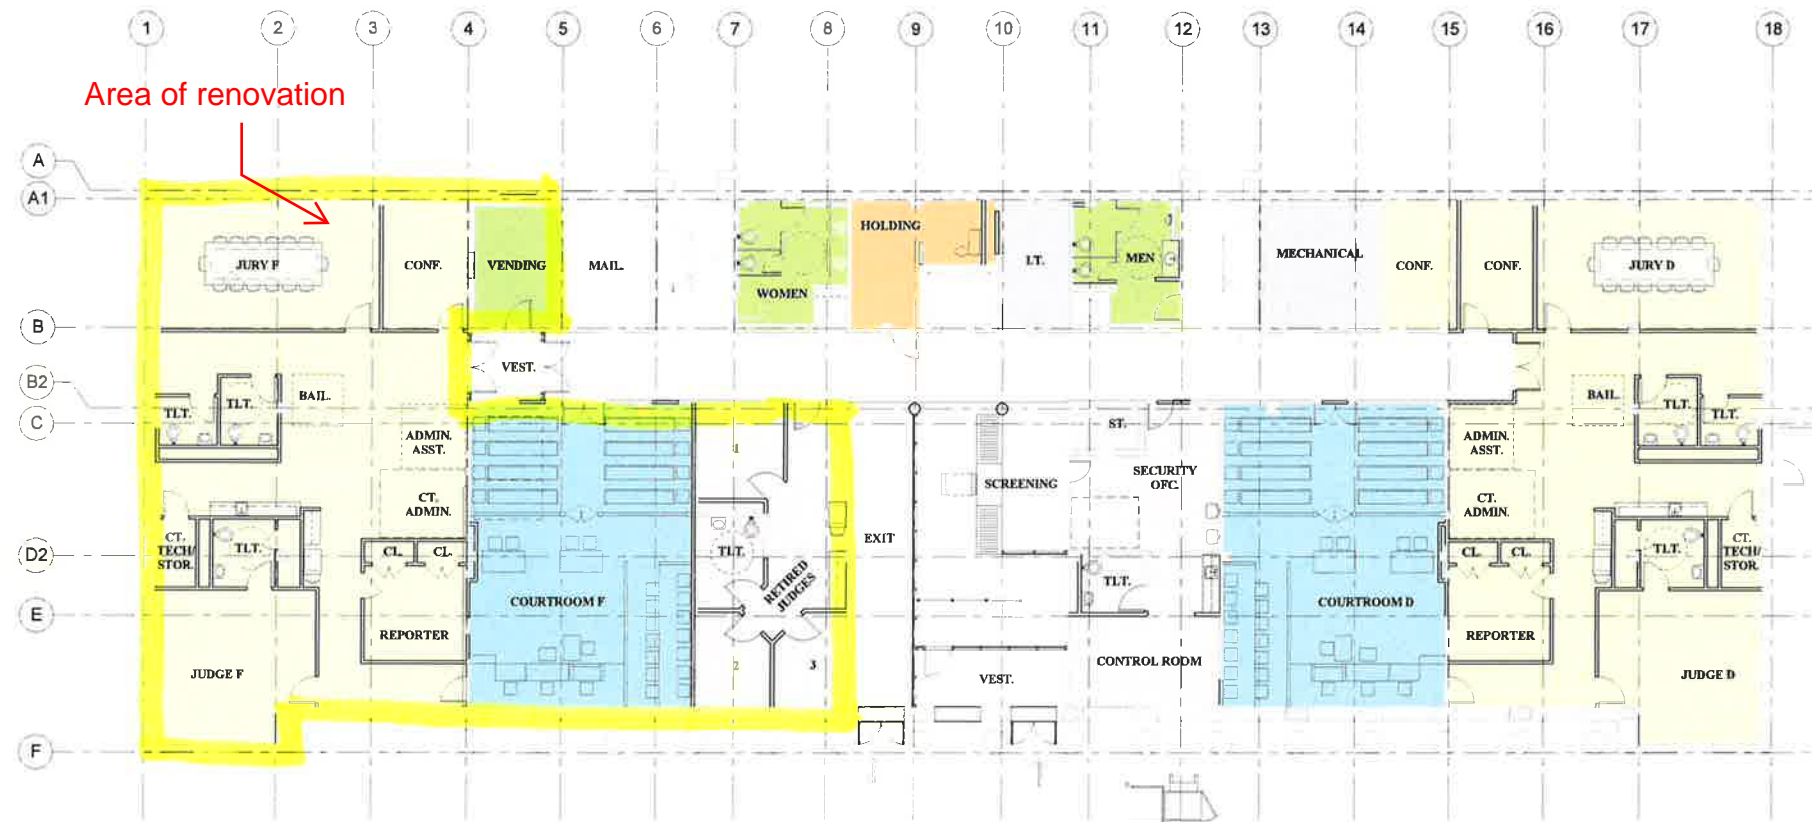 1 2 3 4 5 6 7 8 9 10 11 12 13 14 15 16 17 18
Area of renovation
A
A1
HOLDING
JURY F
CONF.
VENDING
MAIL.
WOMEN
LT.
MEN
MECHANICAL
CONF.
CONF.
JURY D
B
VEST.
B2
BAIL.
BAIL.
TLT.
TLT.
TLT.
TLT.
C
ADMIN.
ASST.
1
ST.
ADMIN.
ASST.
CT.
ADMIN.
SCREENING
SECURITY
OFC.
CT.
ADMIN.
CT.
TECH/
STOR.
TLT.
CL.
CL.
TLT.
EXIT
CL.
CL.
TLT.
CT.
TECH/
STOR.
D2
RETIRED
JUDGES
TLT.
COURTROOM F
COURTROOM D
E
REPORTER
REPORTER
JUDGE F
2
3
VEST.
CONTROL ROOM
JUDGE D
F